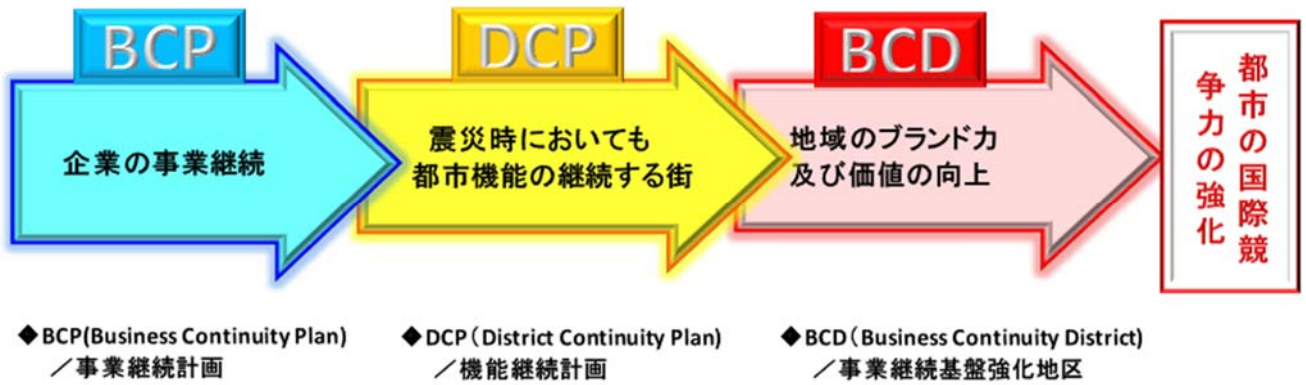 BCP
企業の事業継続
DCP
震災時においても
都市機能の継続する街
BCD
地域のブランド力
及び価値の向上
都市の国際競
争力の強化
◆BCP(Business Continuity Plan)
／事業継続計画
◆DCP（District Continuity Plan)
／機能継続計画
◆BCD（Business Continuity District)
／事業継続基盤強化地区